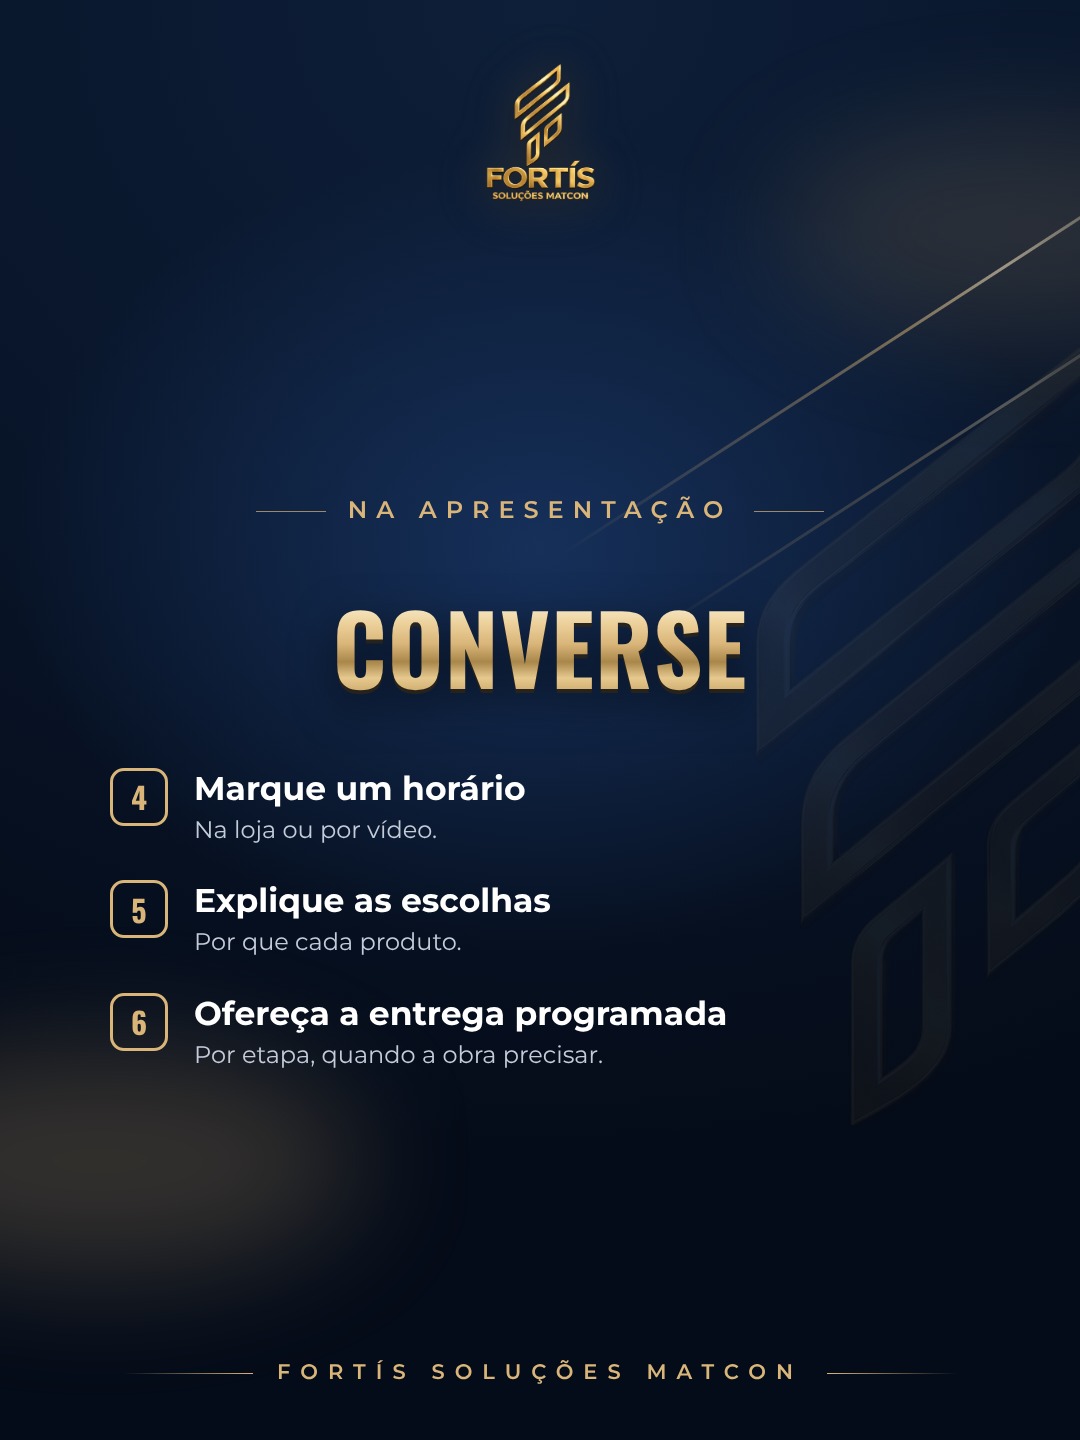 FORTÍS
SOLUÇÕES MATCON
NA APRESENTAÇÃO
CONVERSE
4 Marque um horário
Na loja ou por vídeo.
5 Explique as escolhas
Por que cada produto.
6 Ofereça a entrega programada
Por etapa, quando a obra precisar.
FORTÍS SOLUÇÕES MATCON